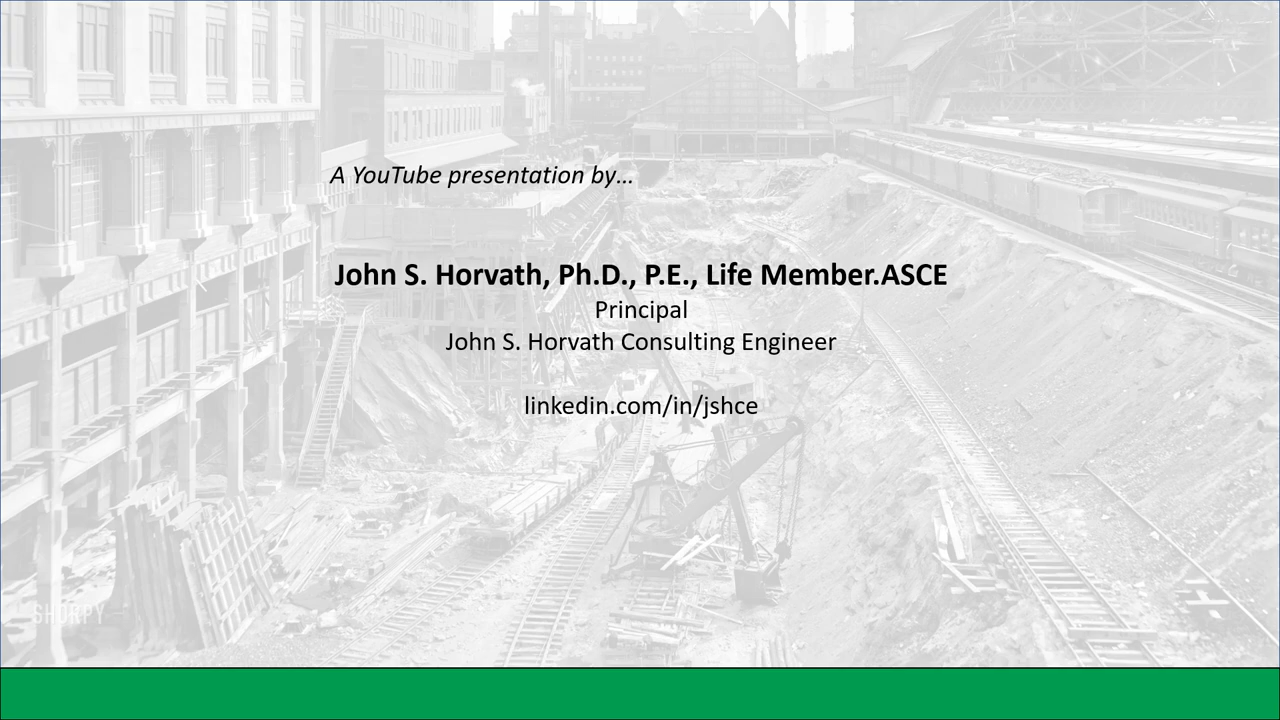 A YouTube presentation by...
John S. Horvath, Ph.D., P.E., Life Member.ASCE
Principal
John S. Horvath Consulting Engineer
linkedin.com/in/jshce
SHORPY